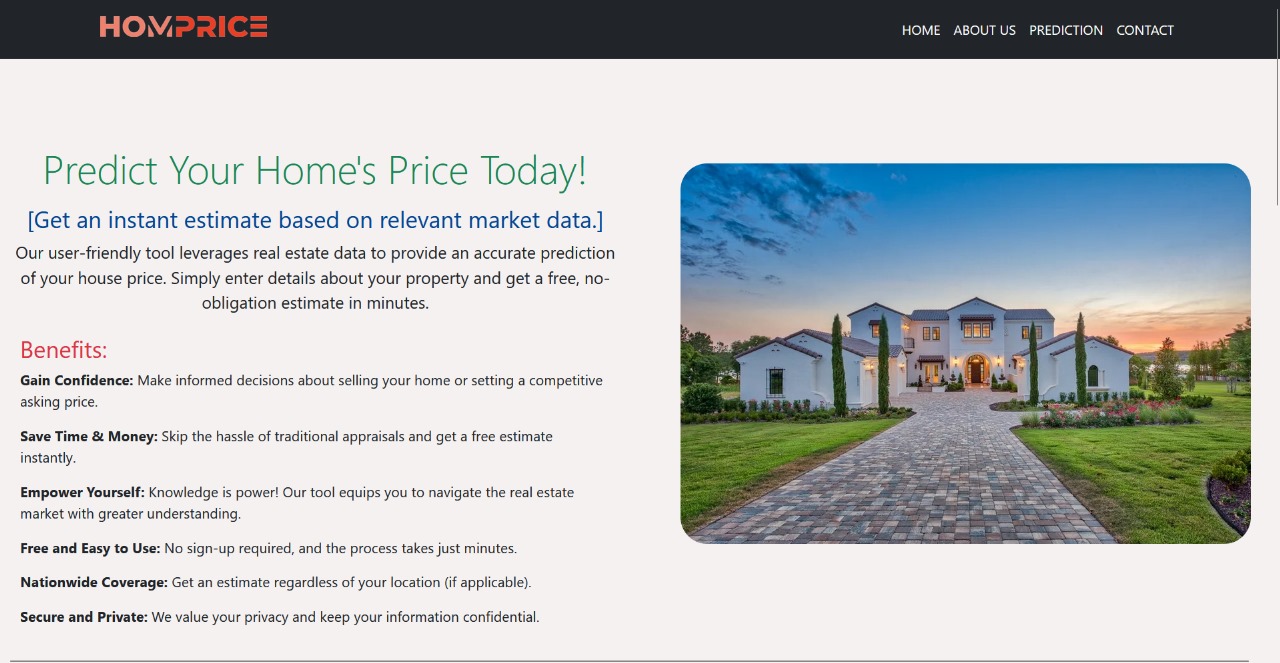 HOMPRICE
HOME ABOUT US PREDICTION CONTACT
Predict Your Home's Price Today!
[Get an instant estimate based on relevant market data.]
Our user-friendly tool leverages real estate data to provide an accurate prediction
of your house price. Simply enter details about your property and get a free, no-
obligation estimate in minutes.
Benefits:
Gain Confidence: Make informed decisions about selling your home or setting a competitive
asking price.
Save Time & Money: Skip the hassle of traditional appraisals and get a free estimate
instantly.
Empower Yourself: Knowledge is power! Our tool equips you to navigate the real estate
market with greater understanding.
Free and Easy to Use: No sign-up required, and the process takes just minutes.
Nationwide Coverage: Get an estimate regardless of your location (if applicable).
Secure and Private: We value your privacy and keep your information confidential.